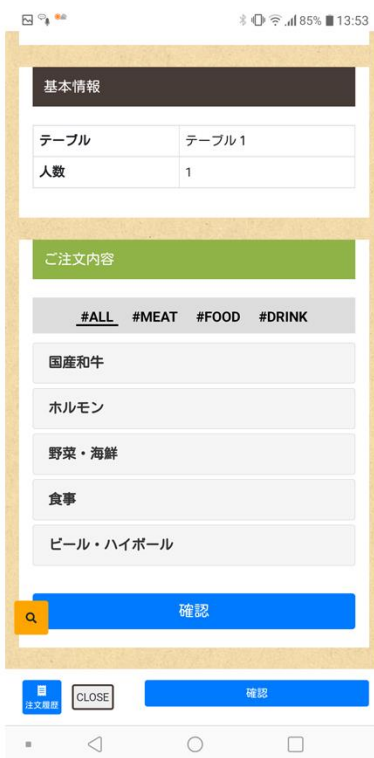 85% 13:53
基本情報
テーブル テーブル 1
人数 1
ご注文内容
#ALL #MEAT #FOOD #DRINK
国産和牛
ホルモン
野菜・海鮮
食事
ビール・ハイボール
確認
注文履歴 CLOSE 確認